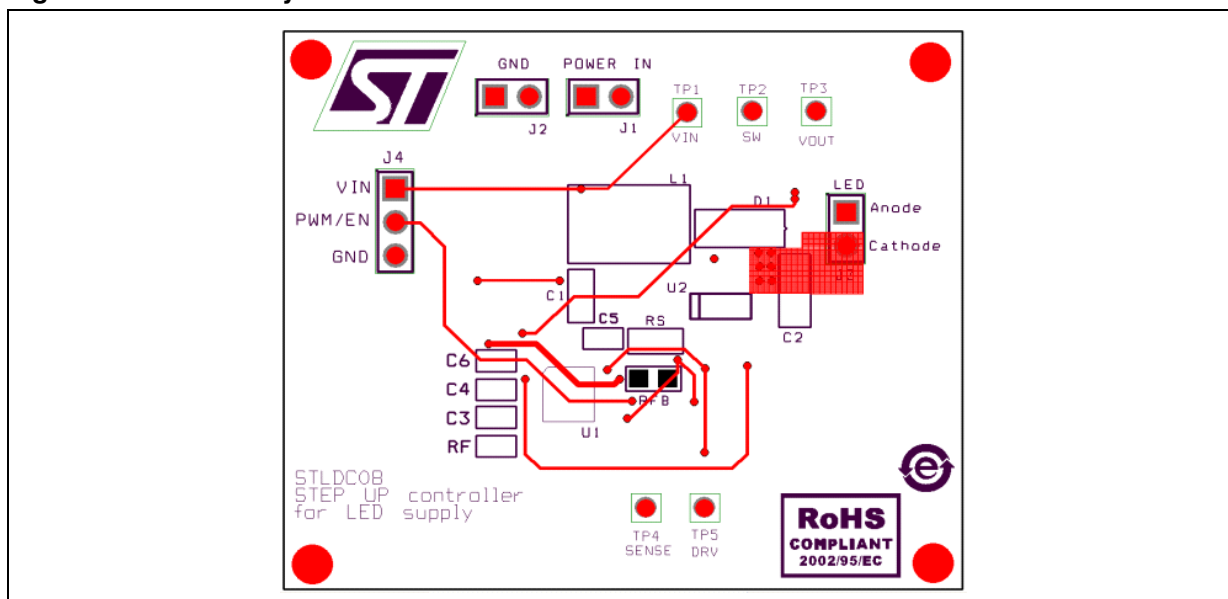 ST
GND POWER IN
J2 J1
TP1 TP2 TP3
VIN SW VOUT
J4
VIN
PWM/EN
GND
L1
D1
LED
Anode
Cathode
C1
U2
C5 RS
C2
C6
C4
C3
RF
RFB
U1
STLDC08
STEP UP controller
for LED supply
TP4 TP5
SENSE DRV
e
RoHS
COMPLIANT
2002/95/EC